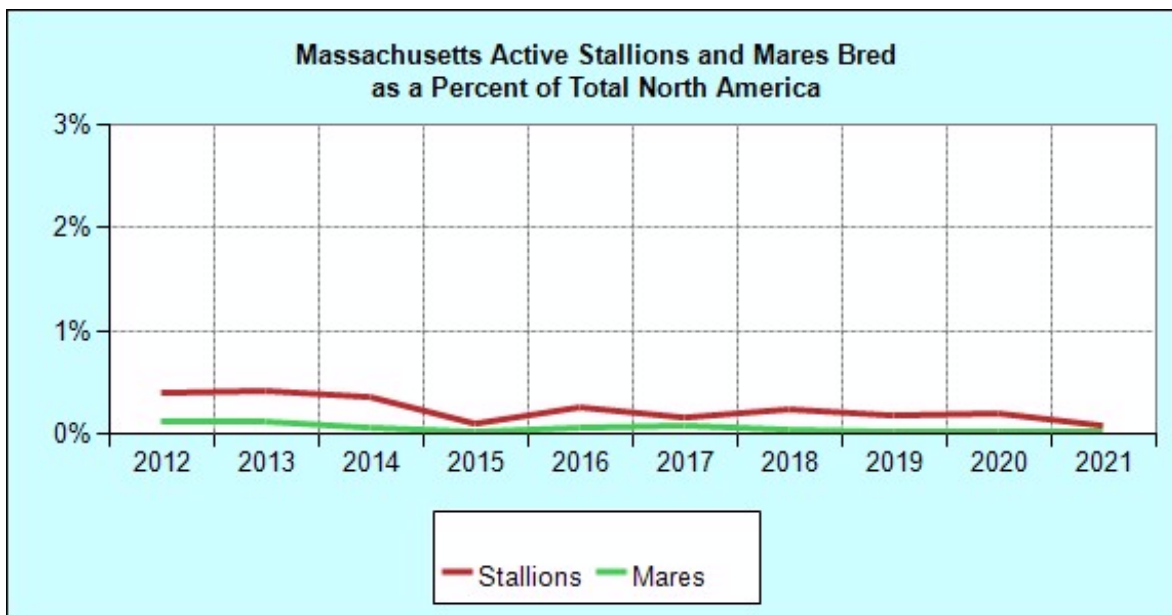 Massachusetts Active Stallions and Mares Bred
as a Percent of Total North America
3%
2%
1%
0%
2012 2013 2014 2015 2016 2017 2018 2019 2020 2021
Stallions Mares